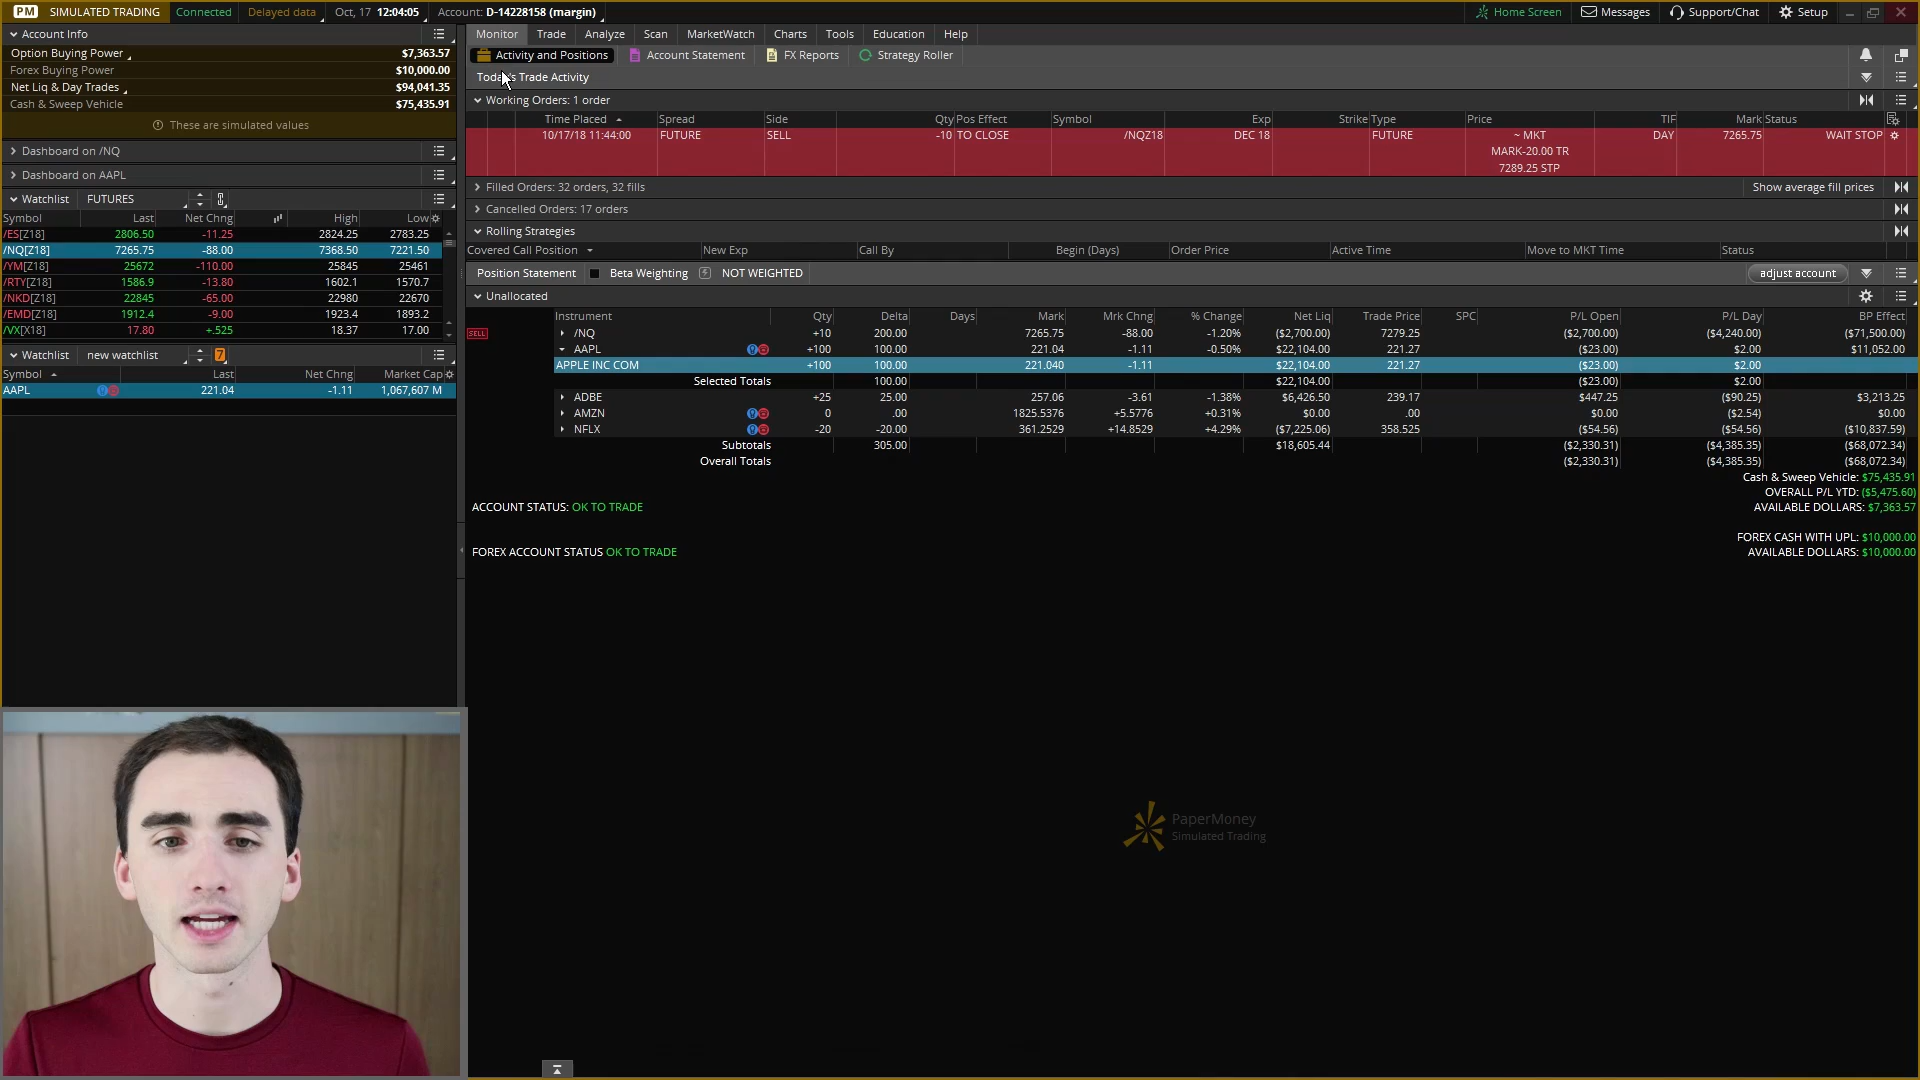 PM SIMULATED TRADING Connected Delayed data Oct, 17 12:04:05 Account: D-14228158 (margin) Home Screen Messages Support/Chat Setup
Account Info
Option Buying Power $7,363.57
Forex Buying Power $10,000.00
Net Liq & Day Trades $94,041.35
Cash & Sweep Vehicle $75,435.91
These are simulated values
Dashboard on /NQ
Dashboard on AAPL
Watchlist FUTURES
Symbol Last Net Chng High Low
/ES[Z18] 2806.50 -11.25 2824.25 2783.25
/NQ[Z18] 7265.75 -88.00 7368.50 7221.50
/YM[Z18] 25672 -110.00 25845 25461
/RTY[Z18] 1586.9 -13.80 1602.1 1570.7
/NKD[Z18] 22845 -65.00 22980 22670
/EMD[Z18] 1912.4 -9.00 1923.4 1893.2
/VX[X18] 17.80 +.525 18.37 17.00
Watchlist new watchlist 7
Symbol Last Net Chng Market Cap
AAPL 221.04 -1.11 1,067,607 M
Monitor Trade Analyze Scan MarketWatch Charts Tools Education Help
Activity and Positions Account Statement FX Reports Strategy Roller
Today's Trade Activity
Working Orders: 1 order
Time Placed Spread Side Qty Pos Effect Symbol Exp Strike Type Price TIF Mark Status
10/17/18 11:44:00 FUTURE SELL -10 TO CLOSE /NQZ18 DEC 18 FUTURE ~ MKT DAY 7265.75 WAIT STOP
MARK-20.00 TR
7289.25 STP
Filled Orders: 32 orders, 32 fills Show average fill prices
Cancelled Orders: 17 orders
Rolling Strategies
Covered Call Position New Exp Call By Begin (Days) Order Price Active Time Move to MKT Time Status
Position Statement Beta Weighting NOT WEIGHTED adjust account
Unallocated
Instrument Qty Delta Days Mark Mrk Chng % Change Net Liq Trade Price SPC P/L Open P/L Day BP Effect
SELL /NQ +10 200.00 7265.75 -88.00 -1.20% ($2,700.00) 7279.25 ($2,700.00) ($4,240.00) ($71,500.00)
AAPL +100 100.00 221.04 -1.11 -0.50% $22,104.00 221.27 ($23.00) $2.00 $11,052.00
APPLE INC COM +100 100.00 221.040 -1.11 $22,104.00 221.27 ($23.00) $2.00
Selected Totals 100.00 $22,104.00 ($23.00) $2.00
ADBE +25 25.00 257.06 -3.61 -1.38% $6,426.50 239.17 $447.25 ($90.25) $3,213.25
AMZN 0 .00 1825.5376 +5.5776 +0.31% $0.00 .00 $0.00 ($2.54) $0.00
NFLX -20 -20.00 361.2529 +14.8529 +4.29% ($7,225.06) 358.525 ($54.56) ($54.56) ($10,837.59)
Subtotals 305.00 $18,605.44 ($2,330.31) ($4,385.35) ($68,072.34)
Overall Totals ($2,330.31) ($4,385.35) ($68,072.34)
Cash & Sweep Vehicle: $75,435.91
OVERALL P/L YTD: ($5,475.60)
ACCOUNT STATUS: OK TO TRADE AVAILABLE DOLLARS: $7,363.57
FOREX CASH WITH UPL: $10,000.00
FOREX ACCOUNT STATUS OK TO TRADE AVAILABLE DOLLARS: $10,000.00
PaperMoney
Simulated Trading